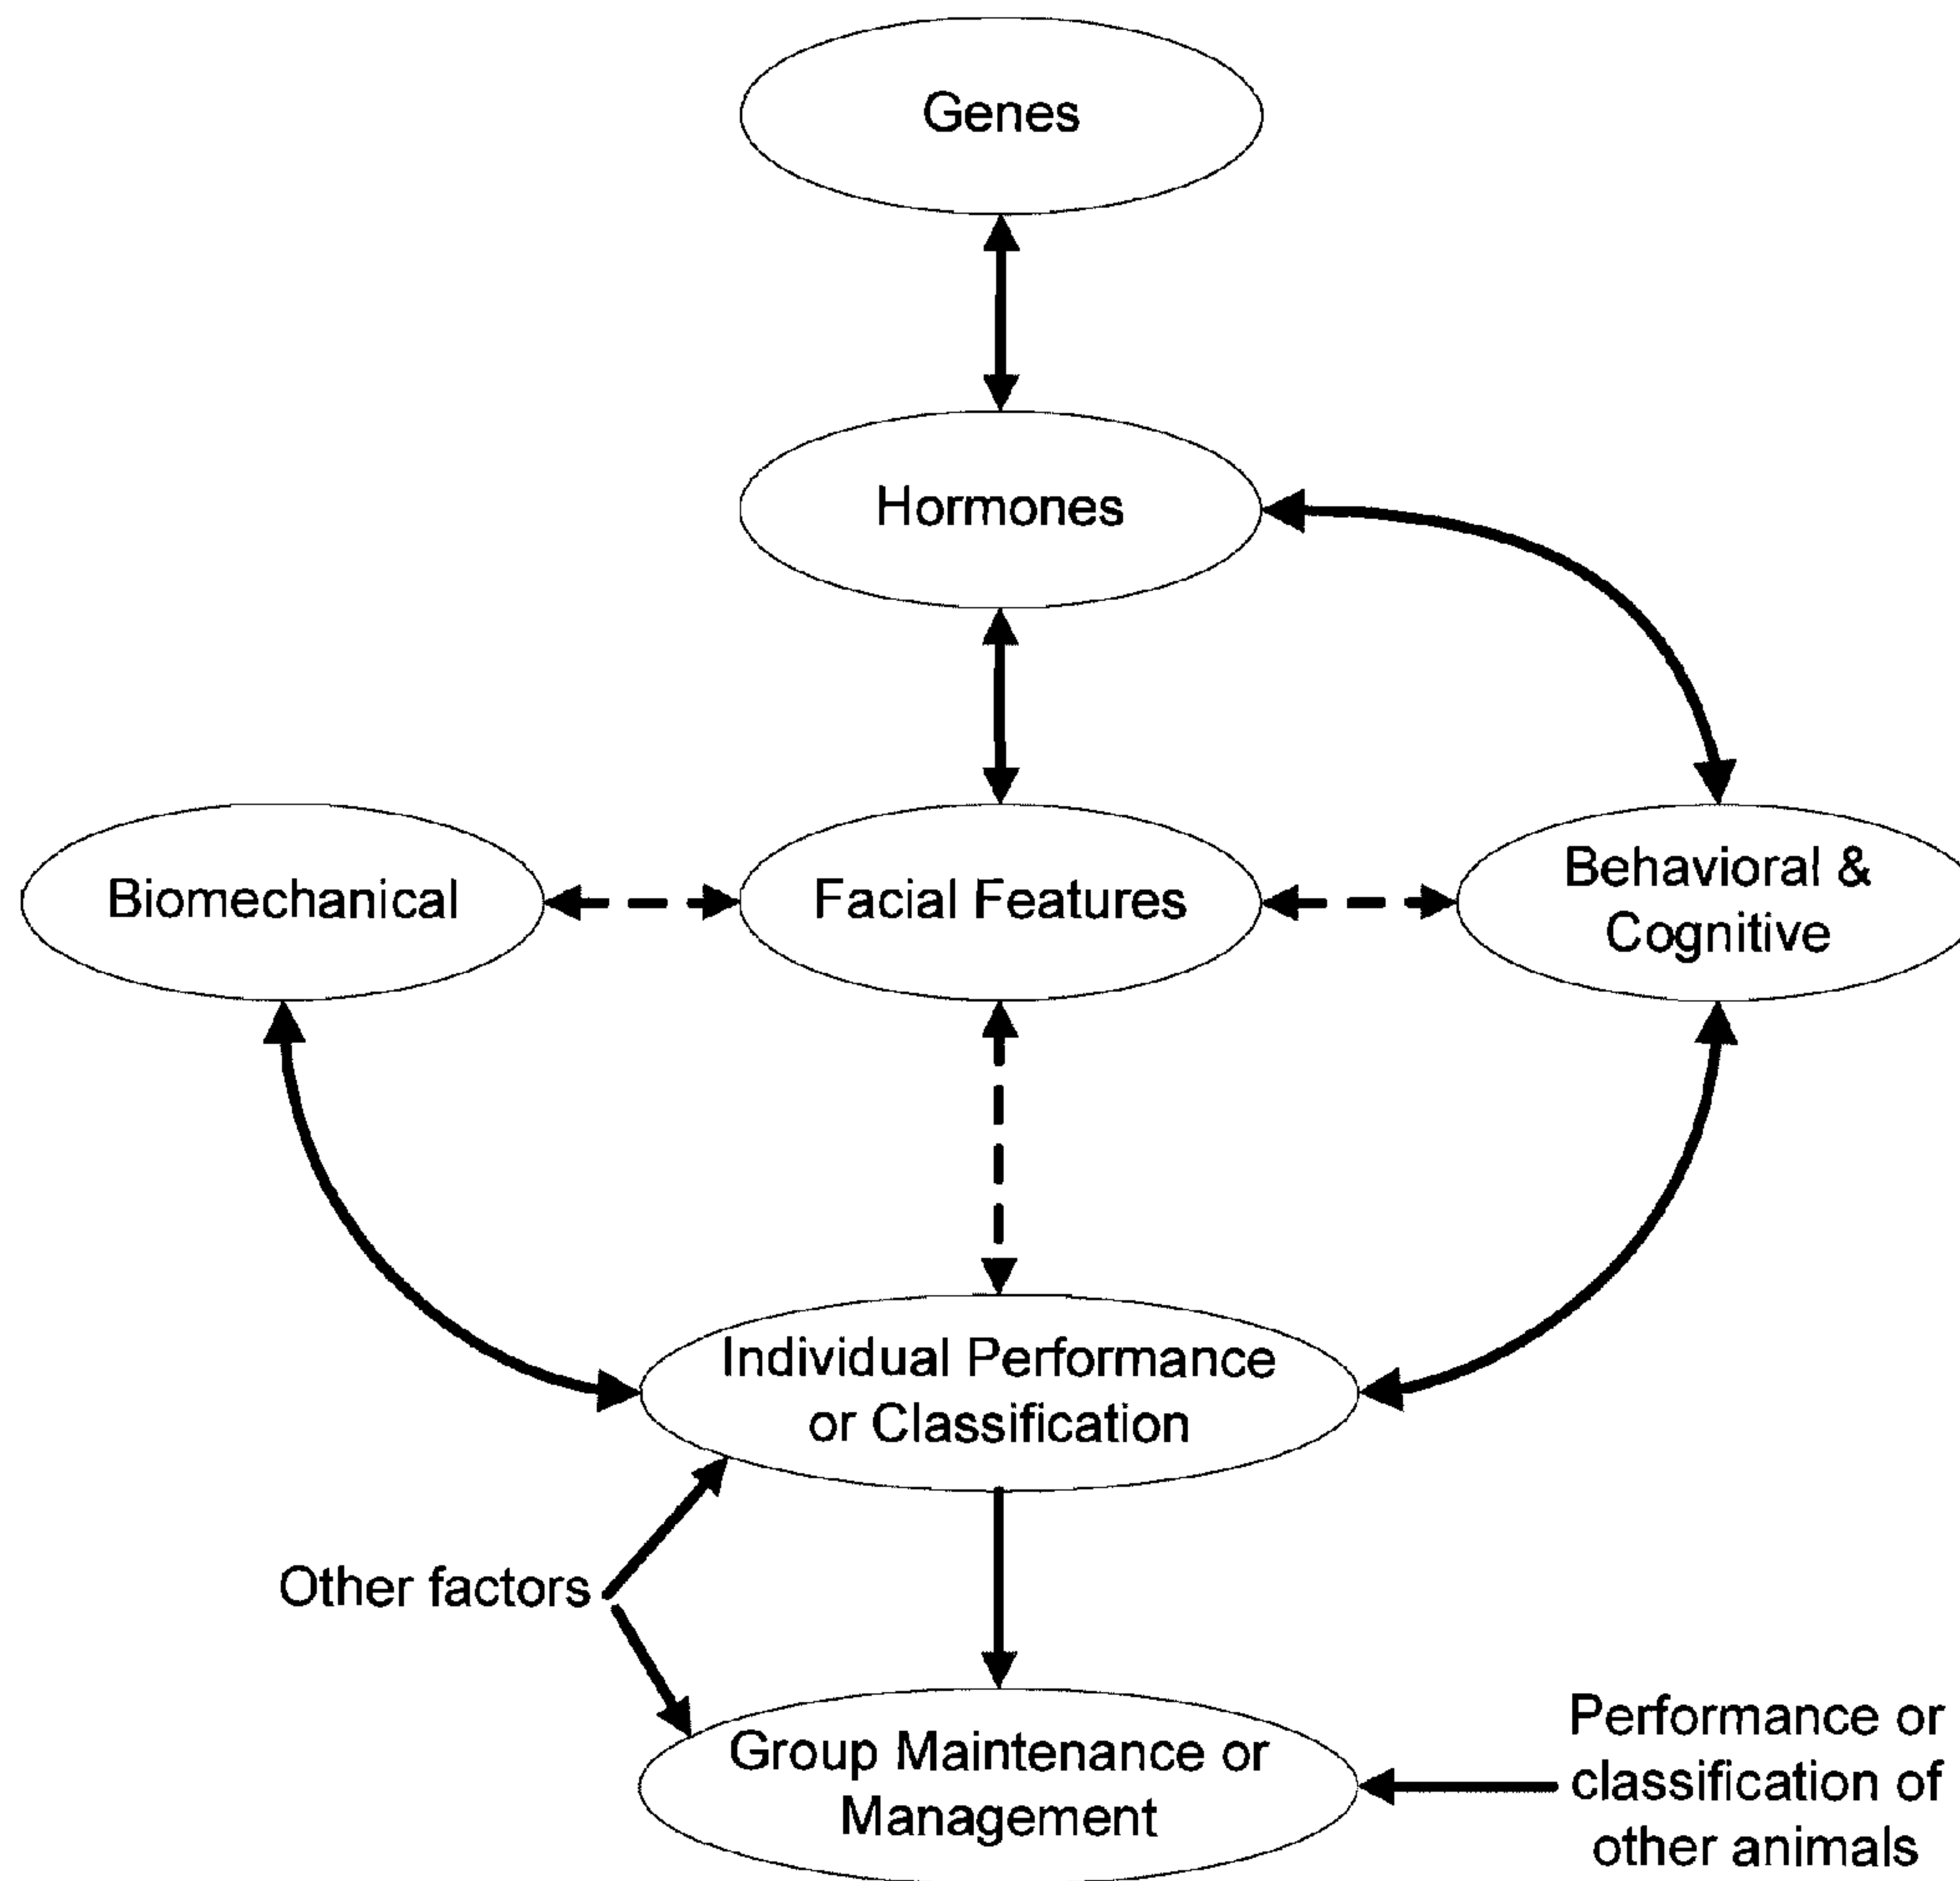 Genes
Hormones
Biomechanical
Facial Features
Behavioral &
Cognitive
Individual Performance
or Classification
Other factors
Group Maintenance or
Management
Performance or
classification of
other animals